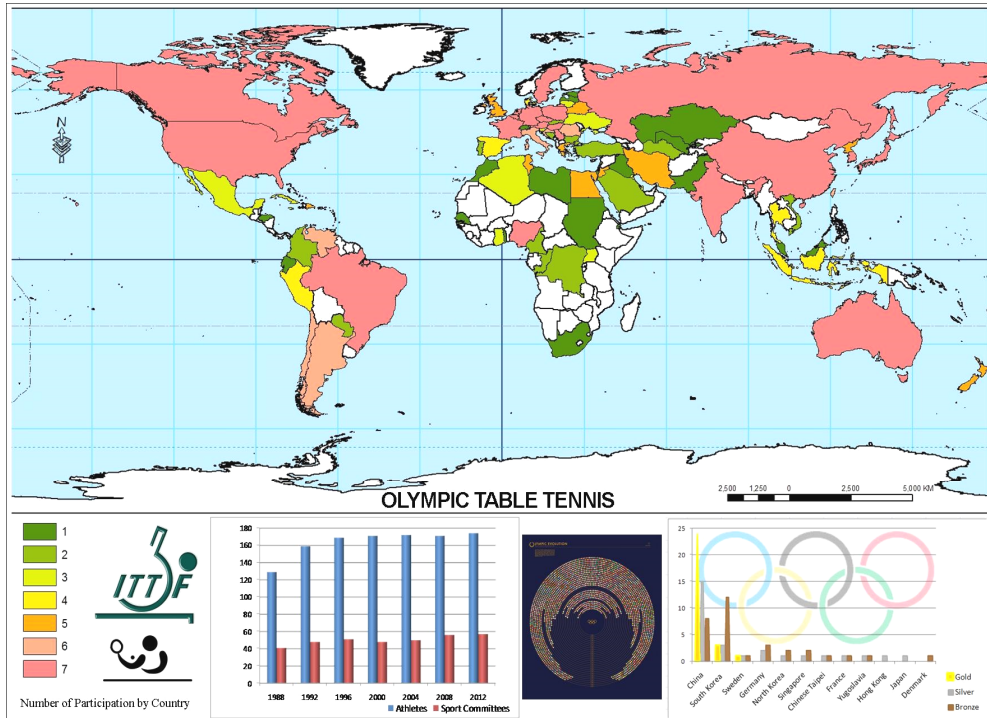 N
OLYMPIC TABLE TENNIS
2,500 1,250 0 2,500 5,000 KM
1
2
3
4
5
6
7
ITTF
Number of Participation by Country
180
160
140
120
100
80
60
40
20
0
1988 1992 1996 2000 2004 2008 2012
Athletes Sport Committees
25
20
15
10
5
0
China
South Korea
Sweden
Germany
North Korea
Singapore
Chinese Taipei
France
Yugoslavia
Hong Kong
Japan
Denmark
Gold
Silver
Bronze